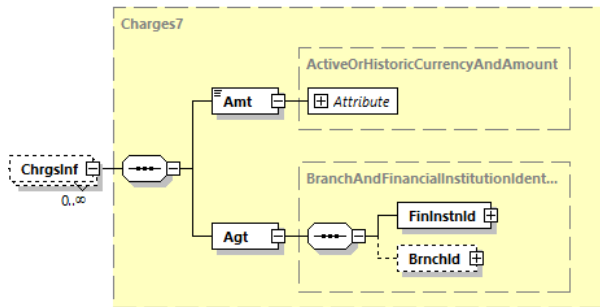 Charges7
ActiveOrHistoricCurrencyAndAmount
Amt
Attribute
ChrgsInf
0..∞
BranchAndFinancialInstitutionIdent...
FinInstnId
Agt
BrnchId